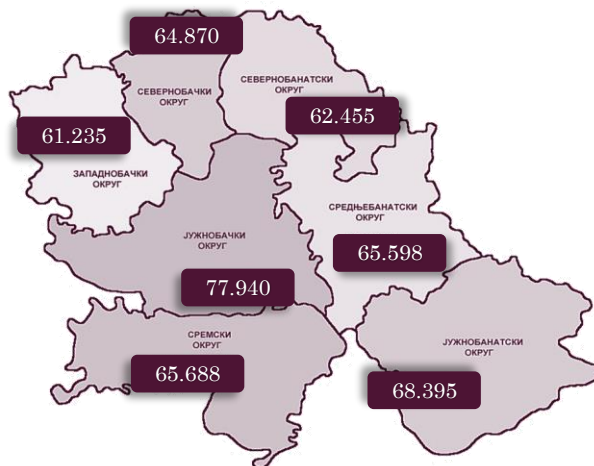 64.870
СЕВЕРНОБАЧКИ
ОКРУГ
СЕВЕРНОБАНАТСКИ
ОКРУГ
62.455
61.235
ЗАПАДНОБАЧКИ
ОКРУГ
СРЕДЊЕБАНАТСКИ
ОКРУГ
65.598
ЈУЖНОБАЧКИ
ОКРУГ
77.940
СРЕМСКИ
ОКРУГ
65.688
ЈУЖНОБАНАТСКИ
ОКРУГ
68.395